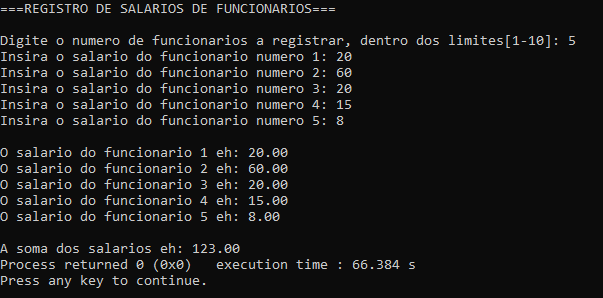 ===REGISTRO DE SALARIOS DE FUNCIONARIOS===
Digite o numero de funcionarios a registrar, dentro dos limites[1-10]: 5
Insira o salario do funcionario numero 1: 20
Insira o salario do funcionario numero 2: 60
Insira o salario do funcionario numero 3: 20
Insira o salario do funcionario numero 4: 15
Insira o salario do funcionario numero 5: 8
O salario do funcionario 1 eh: 20.00
O salario do funcionario 2 eh: 60.00
O salario do funcionario 3 eh: 20.00
O salario do funcionario 4 eh: 15.00
O salario do funcionario 5 eh: 8.00
A soma dos salarios eh: 123.00
Process returned 0 (0x0)   execution time : 66.384 s
Press any key to continue.